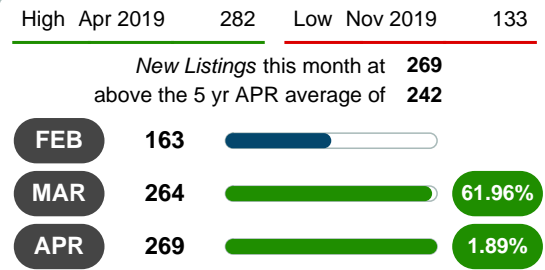 High Apr 2019 282 Low Nov 2019 133
New Listings this month at 269
above the 5 yr APR average of 242
FEB 163
MAR 264 61.96%
APR 269 1.89%